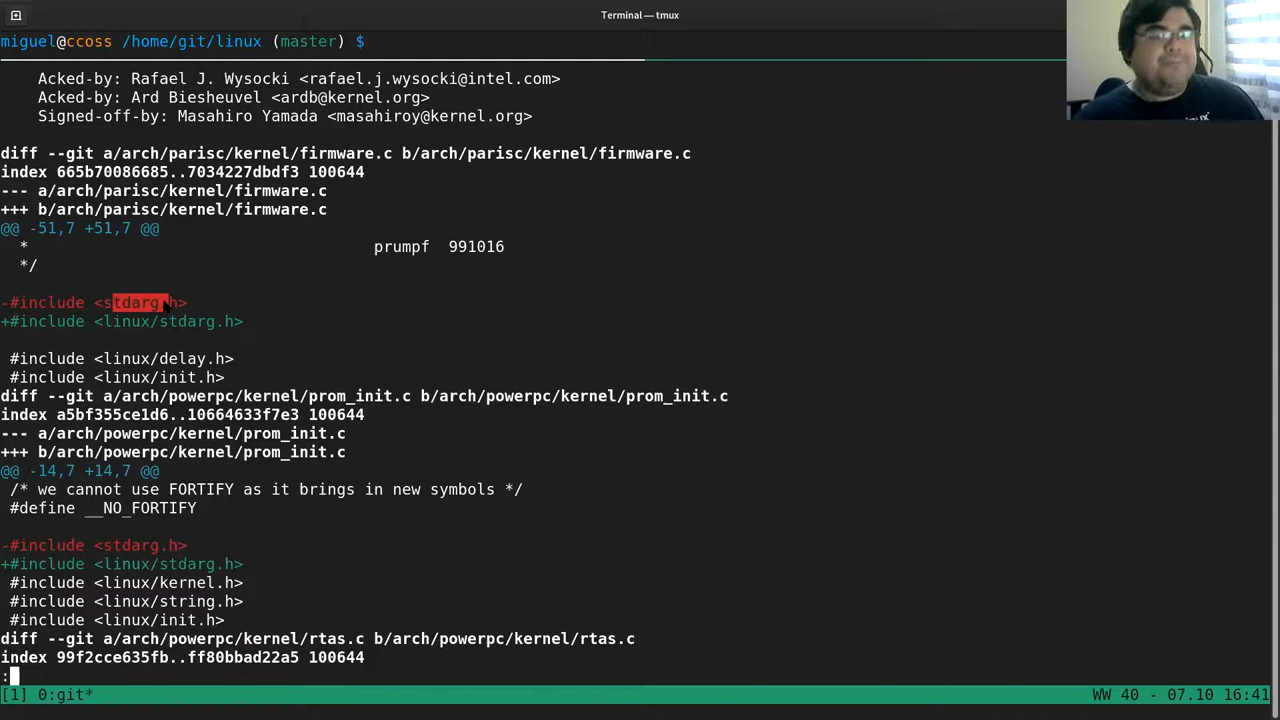 Terminal — tmux
miguel@ccoss /home/git/linux (master) $
    Acked-by: Rafael J. Wysocki <rafael.j.wysocki@intel.com>
    Acked-by: Ard Biesheuvel <ardb@kernel.org>
    Signed-off-by: Masahiro Yamada <masahiroy@kernel.org>
diff --git a/arch/parisc/kernel/firmware.c b/arch/parisc/kernel/firmware.c
index 665b70086685..7034227dbdf3 100644
--- a/arch/parisc/kernel/firmware.c
+++ b/arch/parisc/kernel/firmware.c
@@ -51,7 +51,7 @@
  *                                     prumpf  991016
  */
-#include <stdarg.h>
+#include <linux/stdarg.h>
 #include <linux/delay.h>
 #include <linux/init.h>
diff --git a/arch/powerpc/kernel/prom_init.c b/arch/powerpc/kernel/prom_init.c
index a5bf355ce1d6..10664633f7e3 100644
--- a/arch/powerpc/kernel/prom_init.c
+++ b/arch/powerpc/kernel/prom_init.c
@@ -14,7 +14,7 @@
 /* we cannot use FORTIFY as it brings in new symbols */
 #define __NO_FORTIFY
-#include <stdarg.h>
+#include <linux/stdarg.h>
 #include <linux/kernel.h>
 #include <linux/string.h>
 #include <linux/init.h>
diff --git a/arch/powerpc/kernel/rtas.c b/arch/powerpc/kernel/rtas.c
index 99f2cce635fb..ff80bbad22a5 100644
:
[1] 0:git* WW 40 - 07.10 16:41